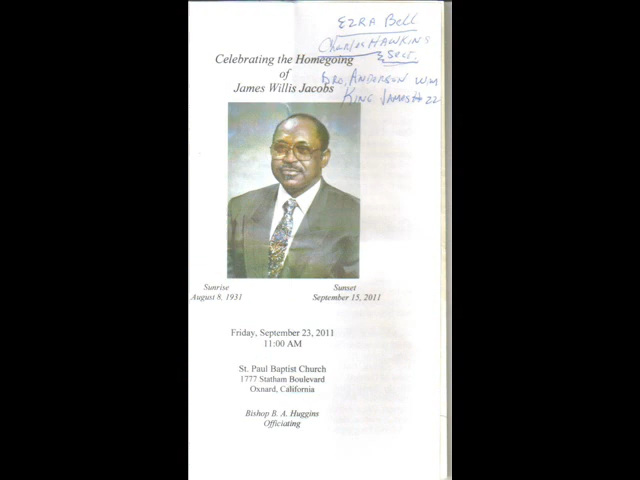 EZRA Bell
Charles HAWKINS
Sect.
Celebrating the Homegoing
of
Bro. ANDERSON W.M
James Willis Jacobs
KING JAMES # 22
Sunrise
August 8, 1931
Sunset
September 15, 2011
Friday, September 23, 2011
11:00 AM
St. Paul Baptist Church
1777 Statham Boulevard
Oxnard, California
Bishop B. A. Huggins
Officiating